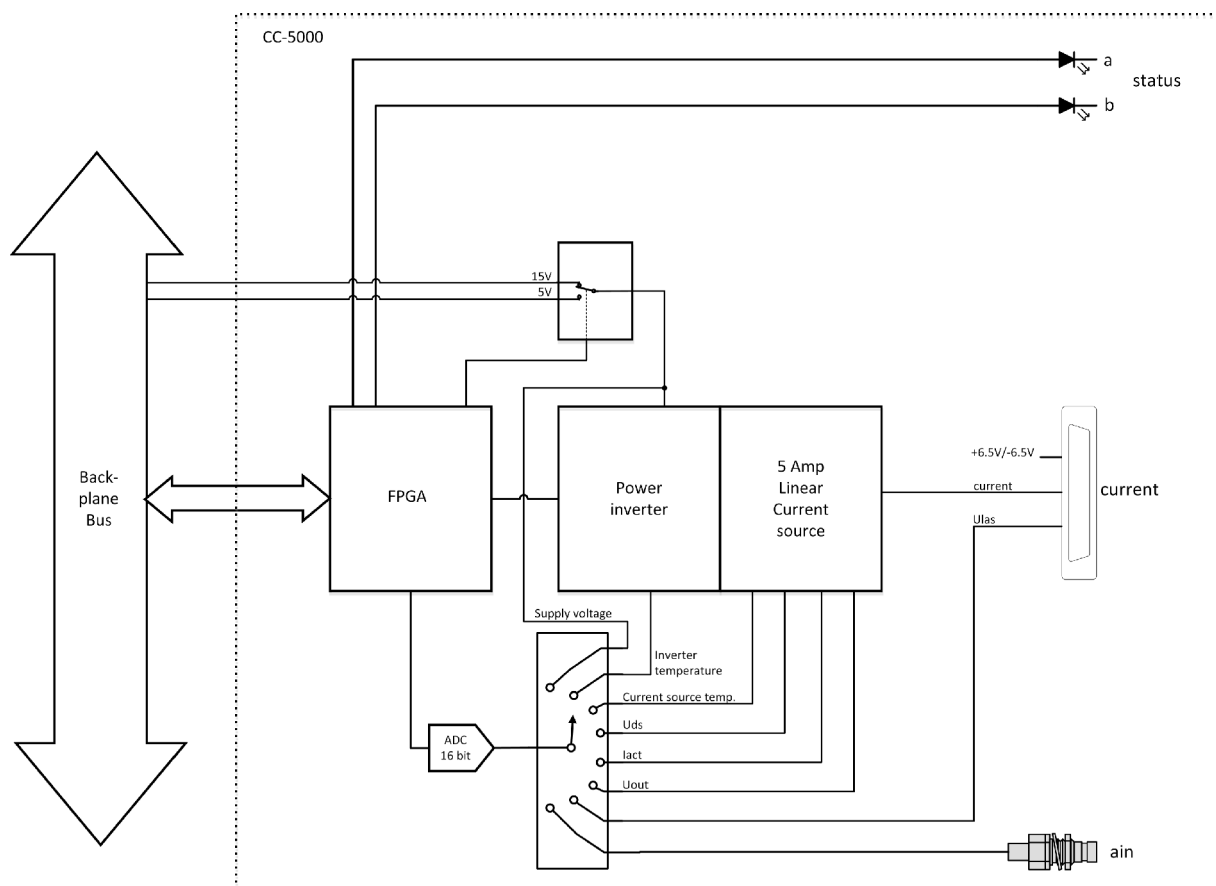 CC-5000
a
status
b
15V
5V
Back-
plane
Bus
FPGA
Power
inverter
5 Amp
Linear
Current
source
+6.5V/-6.5V
current
current
Ulas
Supply voltage
Inverter
temperature
Current source temp.
Uds
ADC
16 bit
Iact
Uout
ain